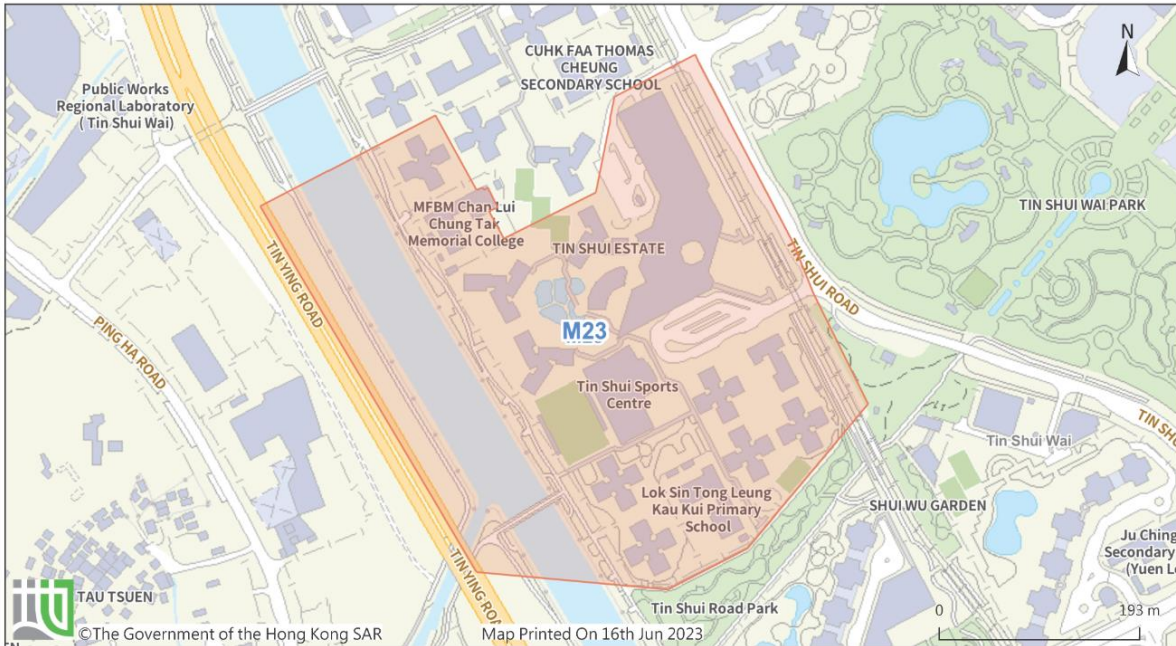 N
CUHK FAA THOMAS
CHEUNG
SECONDARY SCHOOL
Public Works
Regional Laboratory
( Tin Shui Wai)
TIN SHUI WAI PARK
MFBM Chan Lui
Chung Tak
Memorial College
TIN SHUI ESTATE
TIN YING ROAD
TIN SHUI ROAD
PING HA ROAD
M23
Tin Shui Sports
Centre
TIN SH
Tin Shui Wai
Lok Sin Tong Leung
Kau Kui Primary
School
SHUI WU GARDEN
Ju Ching
Secondary
(Yuen Lo
TIN YING ROAD
TAU TSUEN
Tin Shui Road Park
0
193 m
©The Government of the Hong Kong SAR
Map Printed On 16th Jun 2023